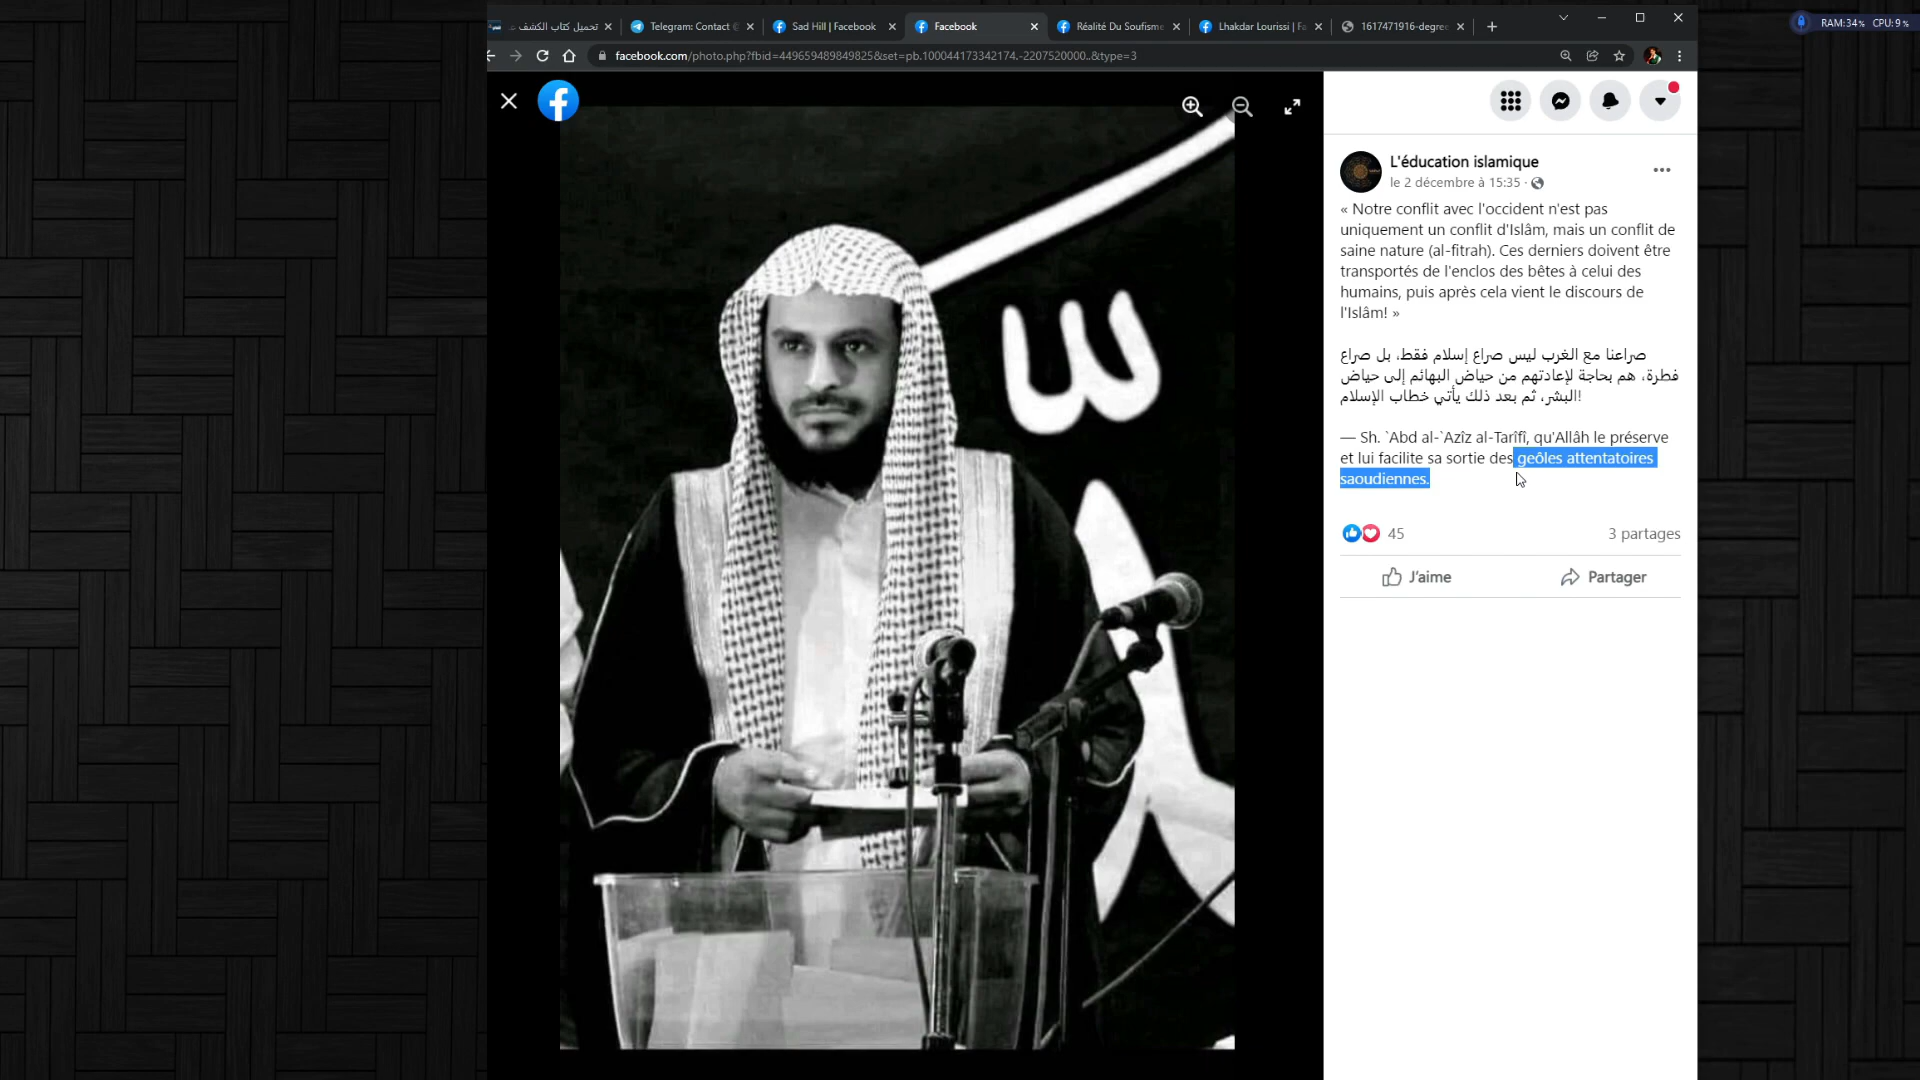 تحميل كتاب الكشف
Telegram: Contact
Sad Hill | Facebook
Facebook
Réalité Du Soufisme
Lhakdar Lourissi | Fa
1617471916-degree
RAM:34% CPU:9%
facebook.com/photo.php?fbid=449659489849825&set=pb.100044173342174.-2207520000..&type=3
L'éducation islamique
le 2 décembre à 15:35 ·
« Notre conflit avec l'occident n'est pas
uniquement un conflit d'Islâm, mais un conflit de
saine nature (al-fitrah). Ces derniers doivent être
transportés de l'enclos des bêtes à celui des
humains, puis après cela vient le discours de
l'Islâm! »
صراعنا مع الغرب ليس صراع إسلام فقط، بل صراع
فطرة، هم بحاجة لإعادتهم من حياض البهائم إلى حياض
البشر، ثم بعد ذلك يأتي خطاب الإسلام!
— Sh. `Abd al-`Azîz al-Tarîfî, qu'Allâh le préserve
et lui facilite sa sortie des geôles attentatoires
saoudiennes.
45
3 partages
J'aime
Partager